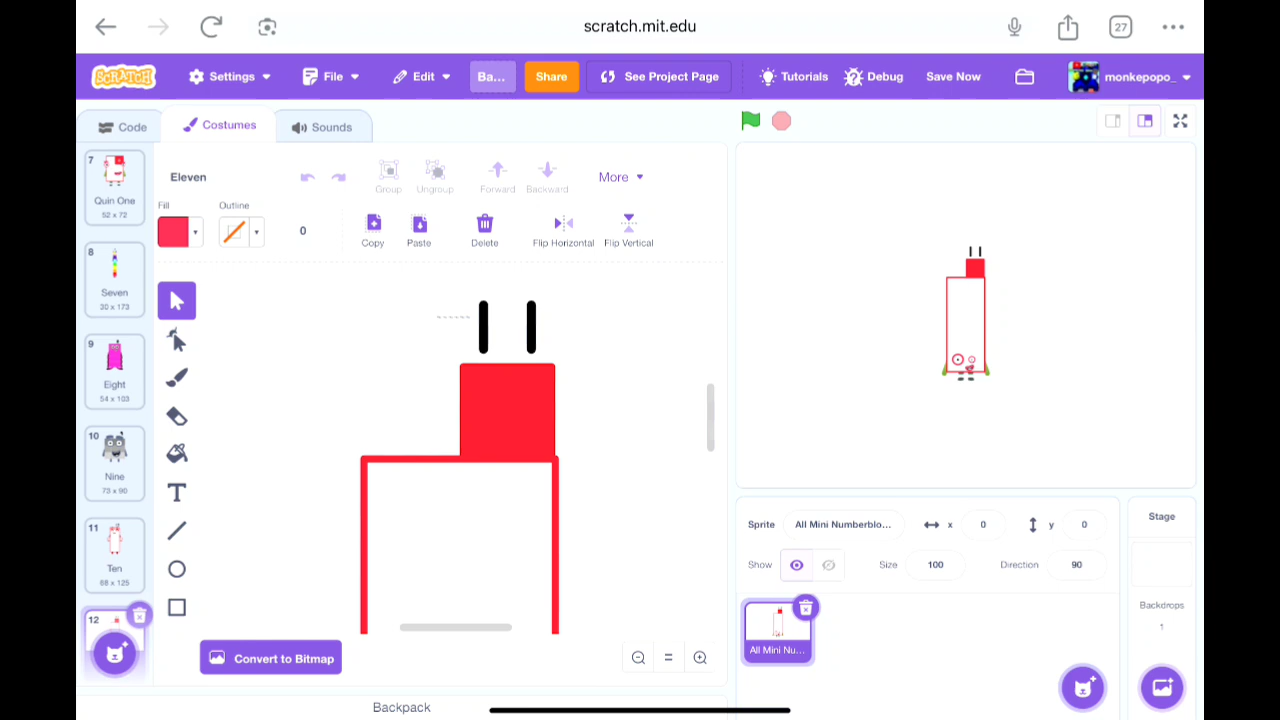 scratch.mit.edu
27
SCRATCH
Settings
File
Edit
Ba...
Share
See Project Page
Tutorials
Debug
Save Now
monkepopo_
Code
Costumes
Sounds
7
Quin One
52 x 72
8
Seven
30 x 173
9
Eight
54 x 103
10
Nine
73 x 90
11
Ten
68 x 125
12
Eleven
Group
Ungroup
Forward
Backward
More
Fill
Outline
0
Copy
Paste
Delete
Flip Horizontal
Flip Vertical
T
Convert to Bitmap
Backpack
Sprite
All Mini Numberblo...
x
0
y
0
Show
Size
100
Direction
90
All Mini Nu...
Stage
Backdrops
1